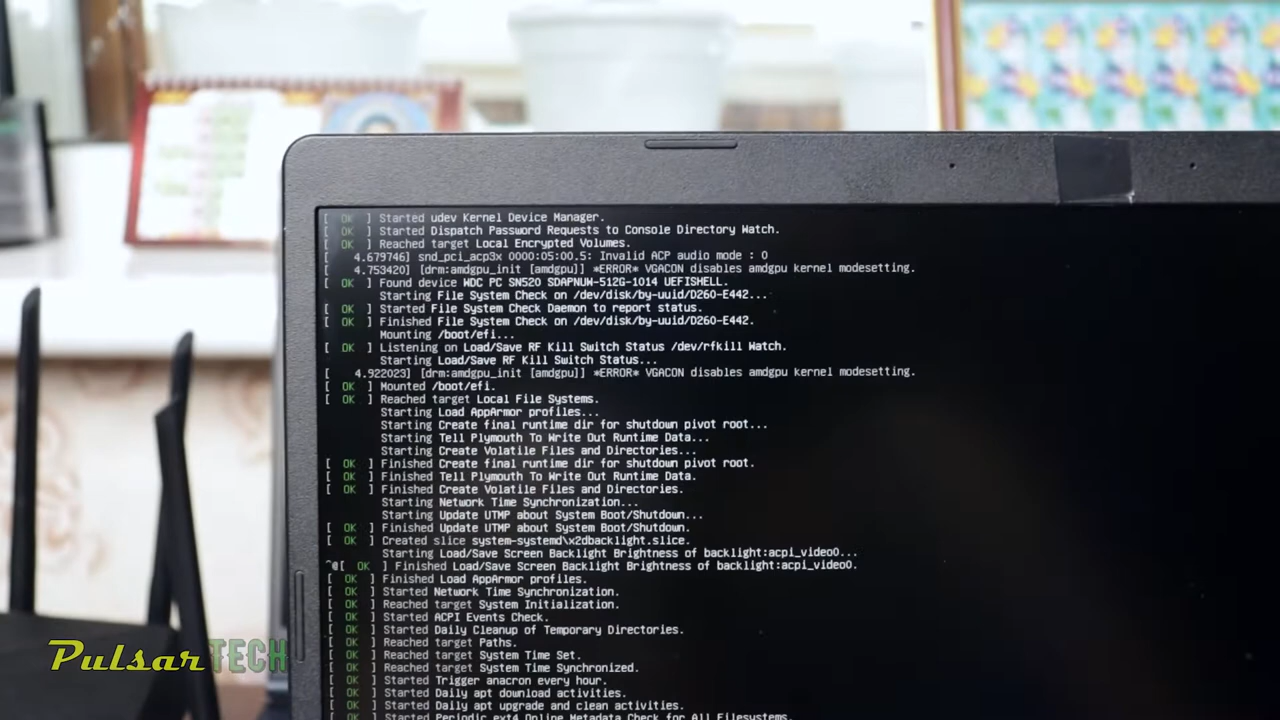 [  OK  ] Started udev Kernel Device Manager.
[  OK  ] Started Dispatch Password Requests to Console Directory Watch.
[  OK  ] Reached target Local Encrypted Volumes.
[    4.679746] snd_pci_acp3x 0000:05:00.5: Invalid ACP audio mode : 0
[    4.753420] [drm:amdgpu_init [amdgpu]] *ERROR* VGACON disables amdgpu kernel modesetting.
[  OK  ] Found device WDC PC SN520 SDAPNUW-512G-1014 UEFISHELL.
Starting File System Check on /dev/disk/by-uuid/D260-E442...
[  OK  ] Started File System Check Daemon to report status.
[  OK  ] Finished File System Check on /dev/disk/by-uuid/D260-E442.
Mounting /boot/efi...
[  OK  ] Listening on Load/Save RF Kill Switch Status /dev/rfkill Watch.
Starting Load/Save RF Kill Switch Status...
[    4.922023] [drm:amdgpu_init [amdgpu]] *ERROR* VGACON disables amdgpu kernel modesetting.
[  OK  ] Mounted /boot/efi.
[  OK  ] Reached target Local File Systems.
Starting Load AppArmor profiles...
Starting Create final runtime dir for shutdown pivot root...
Starting Tell Plymouth To Write Out Runtime Data...
Starting Create Volatile Files and Directories...
[  OK  ] Finished Create final runtime dir for shutdown pivot root.
[  OK  ] Finished Tell Plymouth To Write Out Runtime Data.
[  OK  ] Finished Create Volatile Files and Directories.
Starting Network Time Synchronization...
Starting Update UTMP about System Boot/Shutdown...
[  OK  ] Finished Update UTMP about System Boot/Shutdown.
[  OK  ] Created slice system-systemd\x2dbacklight.slice.
Starting Load/Save Screen Backlight Brightness of backlight:acpi_video0...
^@[  OK  ] Finished Load/Save Screen Backlight Brightness of backlight:acpi_video0.
[  OK  ] Finished Load AppArmor profiles.
[  OK  ] Started Network Time Synchronization.
[  OK  ] Reached target System Initialization.
[  OK  ] Started ACPI Events Check.
[  OK  ] Started Daily Cleanup of Temporary Directories.
[  OK  ] Reached target Paths.
[  OK  ] Reached target System Time Set.
[  OK  ] Reached target System Time Synchronized.
[  OK  ] Started Trigger anacron every hour.
[  OK  ] Started Daily apt download activities.
[  OK  ] Started Daily apt upgrade and clean activities.
[  OK  ] Started Periodic ext4 Online Metadata Check for All Filesystems.
Pulsar TECH